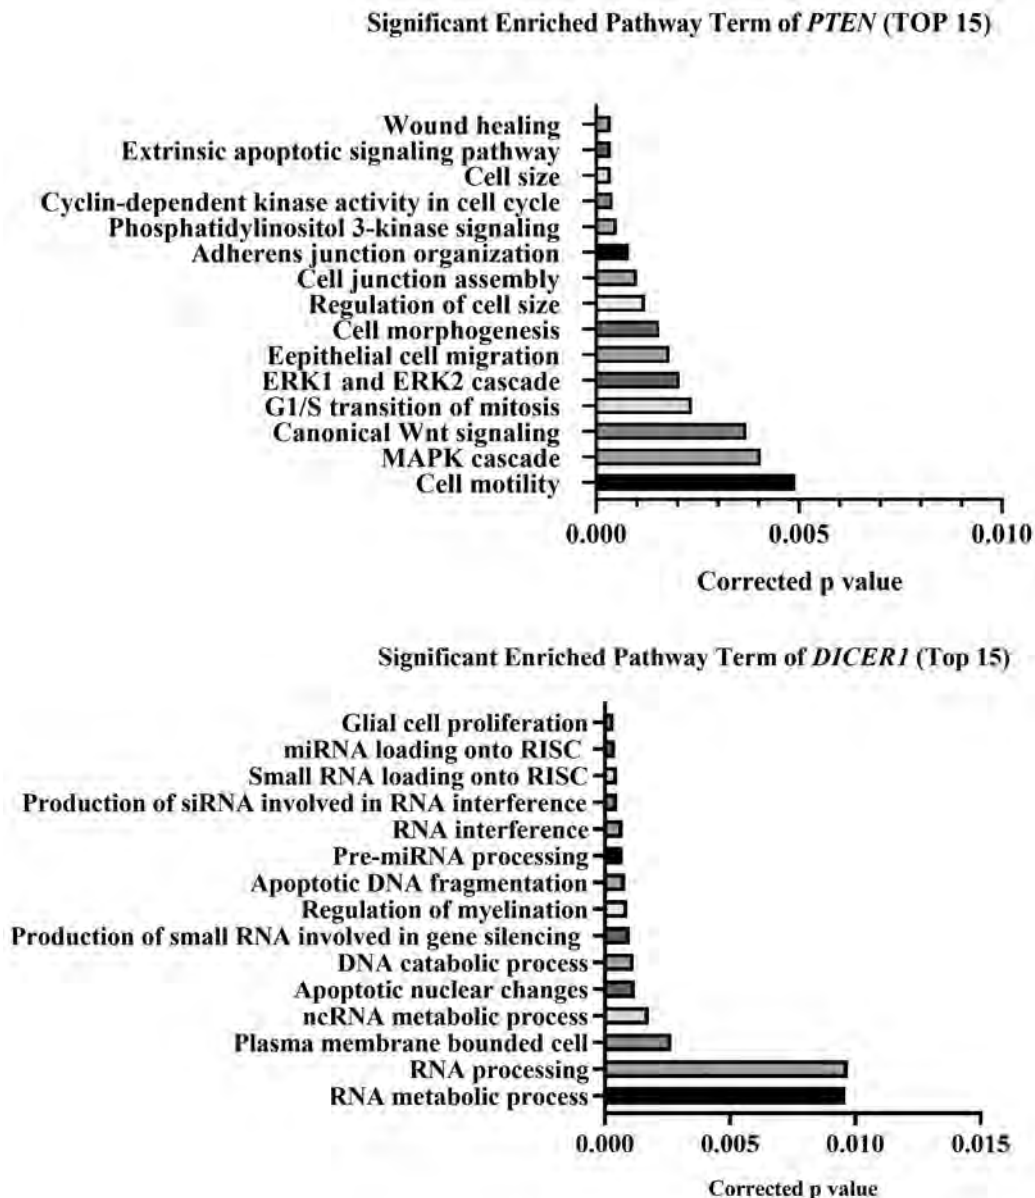 Significant Enriched Pathway Term of PTEN (TOP 15)
Wound healing
Extrinsic apoptotic signaling pathway
Cell size
Cyclin-dependent kinase activity in cell cycle
Phosphatidylinositol 3-kinase signaling
Adherens junction organization
Cell junction assembly
Regulation of cell size
Cell morphogenesis
Eepithelial cell migration
ERK1 and ERK2 cascade
G1/S transition of mitosis
Canonical Wnt signaling
MAPK cascade
Cell motility
0.000 0.005 0.010
Corrected p value
Significant Enriched Pathway Term of DICER1 (Top 15)
Glial cell proliferation
miRNA loading onto RISC
Small RNA loading onto RISC
Production of siRNA involved in RNA interference
RNA interference
Pre-miRNA processing
Apoptotic DNA fragmentation
Regulation of myelination
Production of small RNA involved in gene silencing
DNA catabolic process
Apoptotic nuclear changes
ncRNA metabolic process
Plasma membrane bounded cell
RNA processing
RNA metabolic process
0.000 0.005 0.010 0.015
Corrected p value